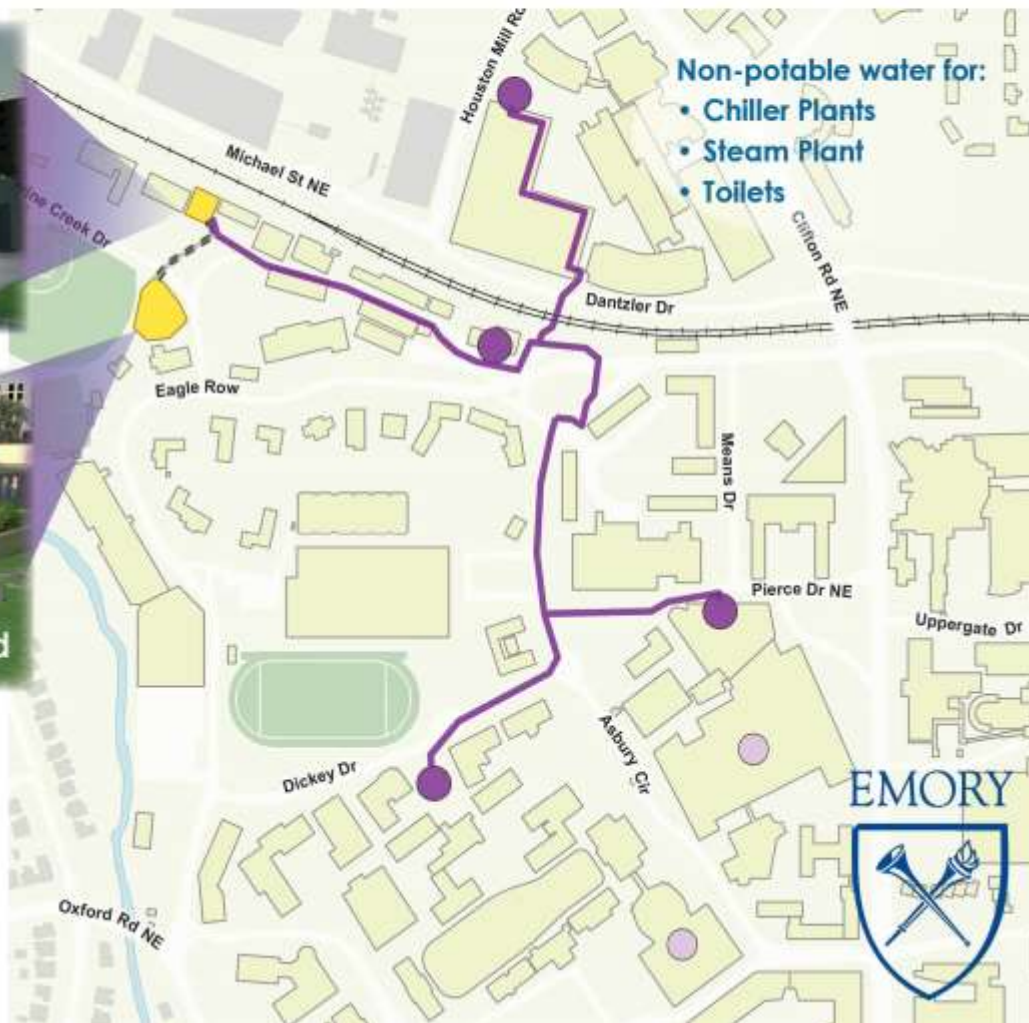 Houston Mill Rd
Non-potable water for:
• Chiller Plants
• Steam Plant
• Toilets
Michael St NE
Creek Dr
Clifton Rd NE
Dantzler Dr
Eagle Row
Means Dr
Pierce Dr NE
Uppergate Dr
d
Asbury Cir
Dickey Dr
EMORY
Oxford Rd NE